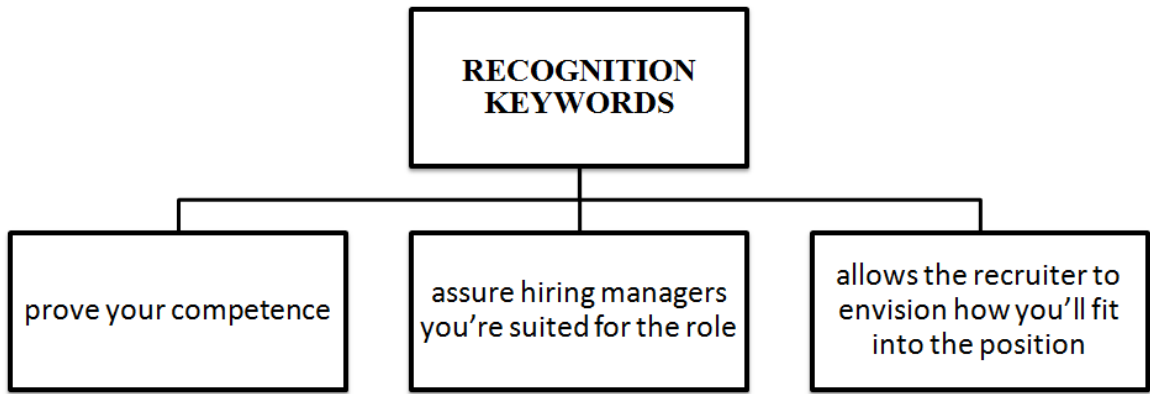 RECOGNITION
KEYWORDS
prove your competence
assure hiring managers
you're suited for the role
allows the recruiter to
envision how you'll fit
into the position